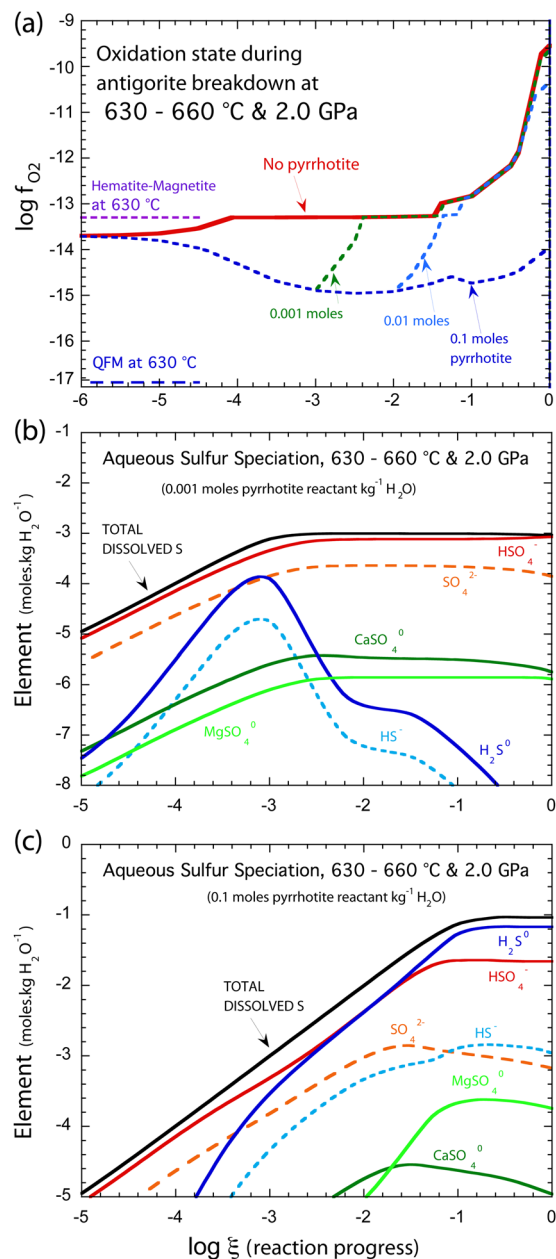 (a)
-9
-10
-11
-12
-13
-14
-15
-16
-17
log fO2
Oxidation state during
antigorite breakdown at
630 - 660 °C & 2.0 GPa
No pyrrhotite
Hematite-Magnetite
at 630 °C
0.001 moles
0.01 moles
0.1 moles
pyrrhotite
QFM at 630 °C
-6 -5 -4 -3 -2 -1 0
(b)
-1
-2
-3
-4
-5
-6
-7
-8
Element (moles.kg H2O-1)
Aqueous Sulfur Speciation, 630 - 660 °C & 2.0 GPa
(0.001 moles pyrrhotite reactant kg-1 H2O)
TOTAL
DISSOLVED S
HSO4-
SO42-
CaSO40
MgSO40
HS-
H2S0
-5 -4 -3 -2 -1 0
(c)
0
-1
-2
-3
-4
-5
Element (moles.kg H2O-1)
Aqueous Sulfur Speciation, 630 - 660 °C & 2.0 GPa
(0.1 moles pyrrhotite reactant kg-1 H2O)
H2S0
TOTAL
DISSOLVED S
HSO4-
SO42-
HS-
MgSO40
CaSO40
-5 -4 -3 -2 -1 0
log ξ (reaction progress)